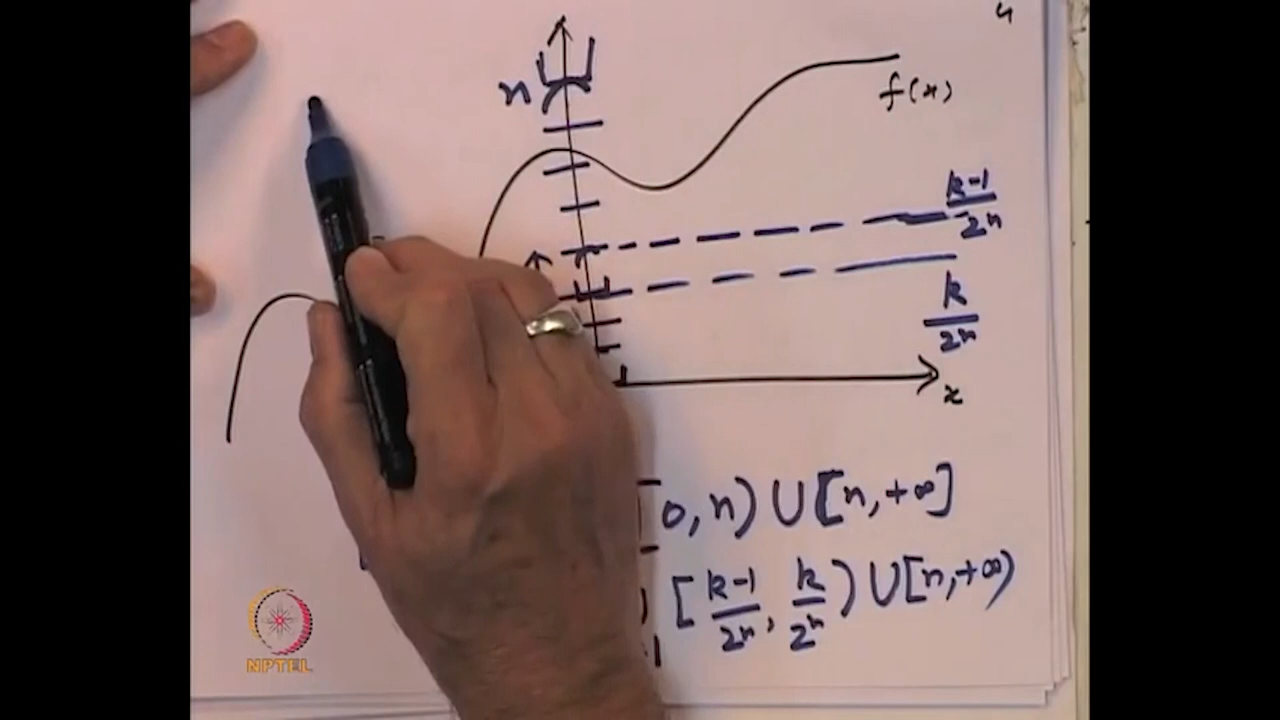 n
f(x)
k-1/2^n
k/2^n
x
[0, n) ∪ [n, +∞]
[k-1/2^n, k/2^n) ∪ [n, +∞)
NPTEL